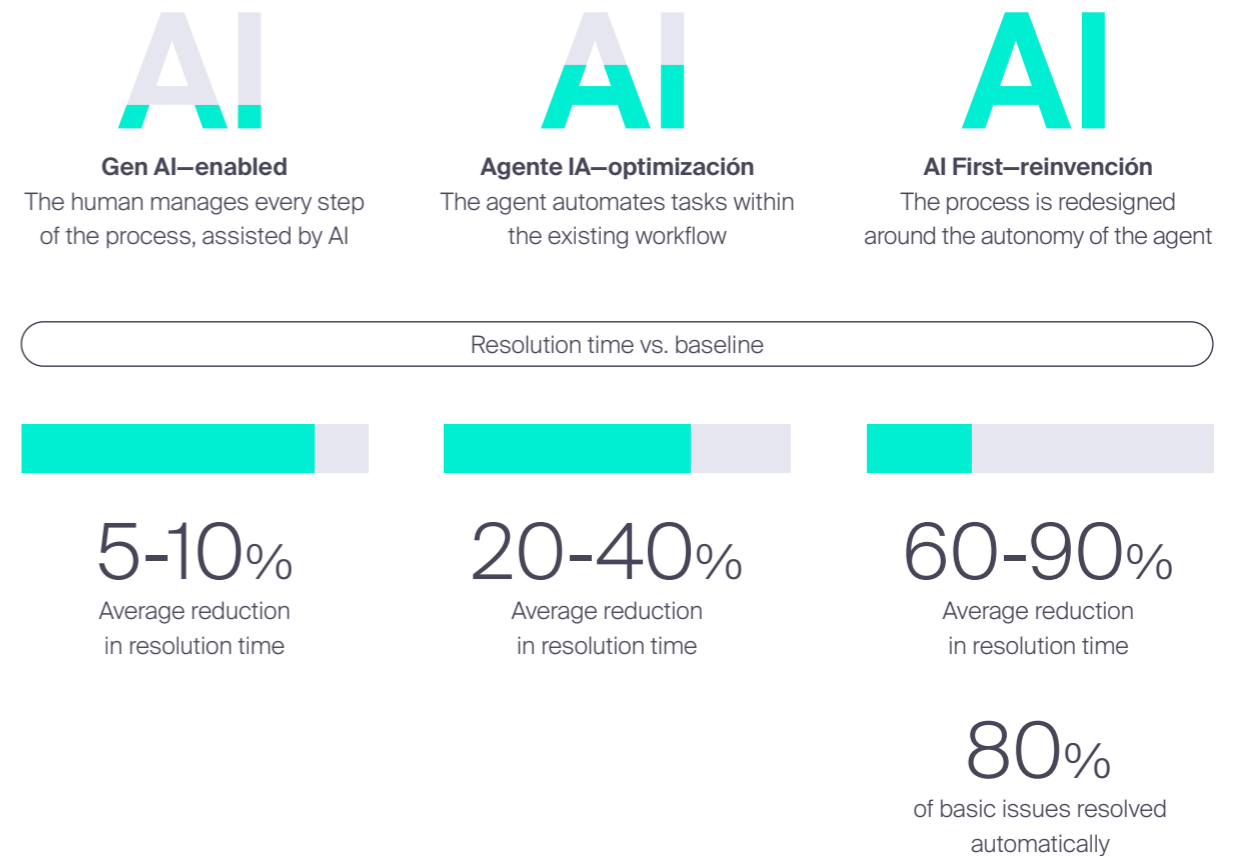 AI
Gen AI—enabled
The human manages every step
of the process, assisted by AI
AI
Agente IA—optimización
The agent automates tasks within
the existing workflow
AI
AI First—reinvención
The process is redesigned
around the autonomy of the agent
Resolution time vs. baseline
5-10%
Average reduction
in resolution time
20-40%
Average reduction
in resolution time
60-90%
Average reduction
in resolution time
80%
of basic issues resolved
automatically